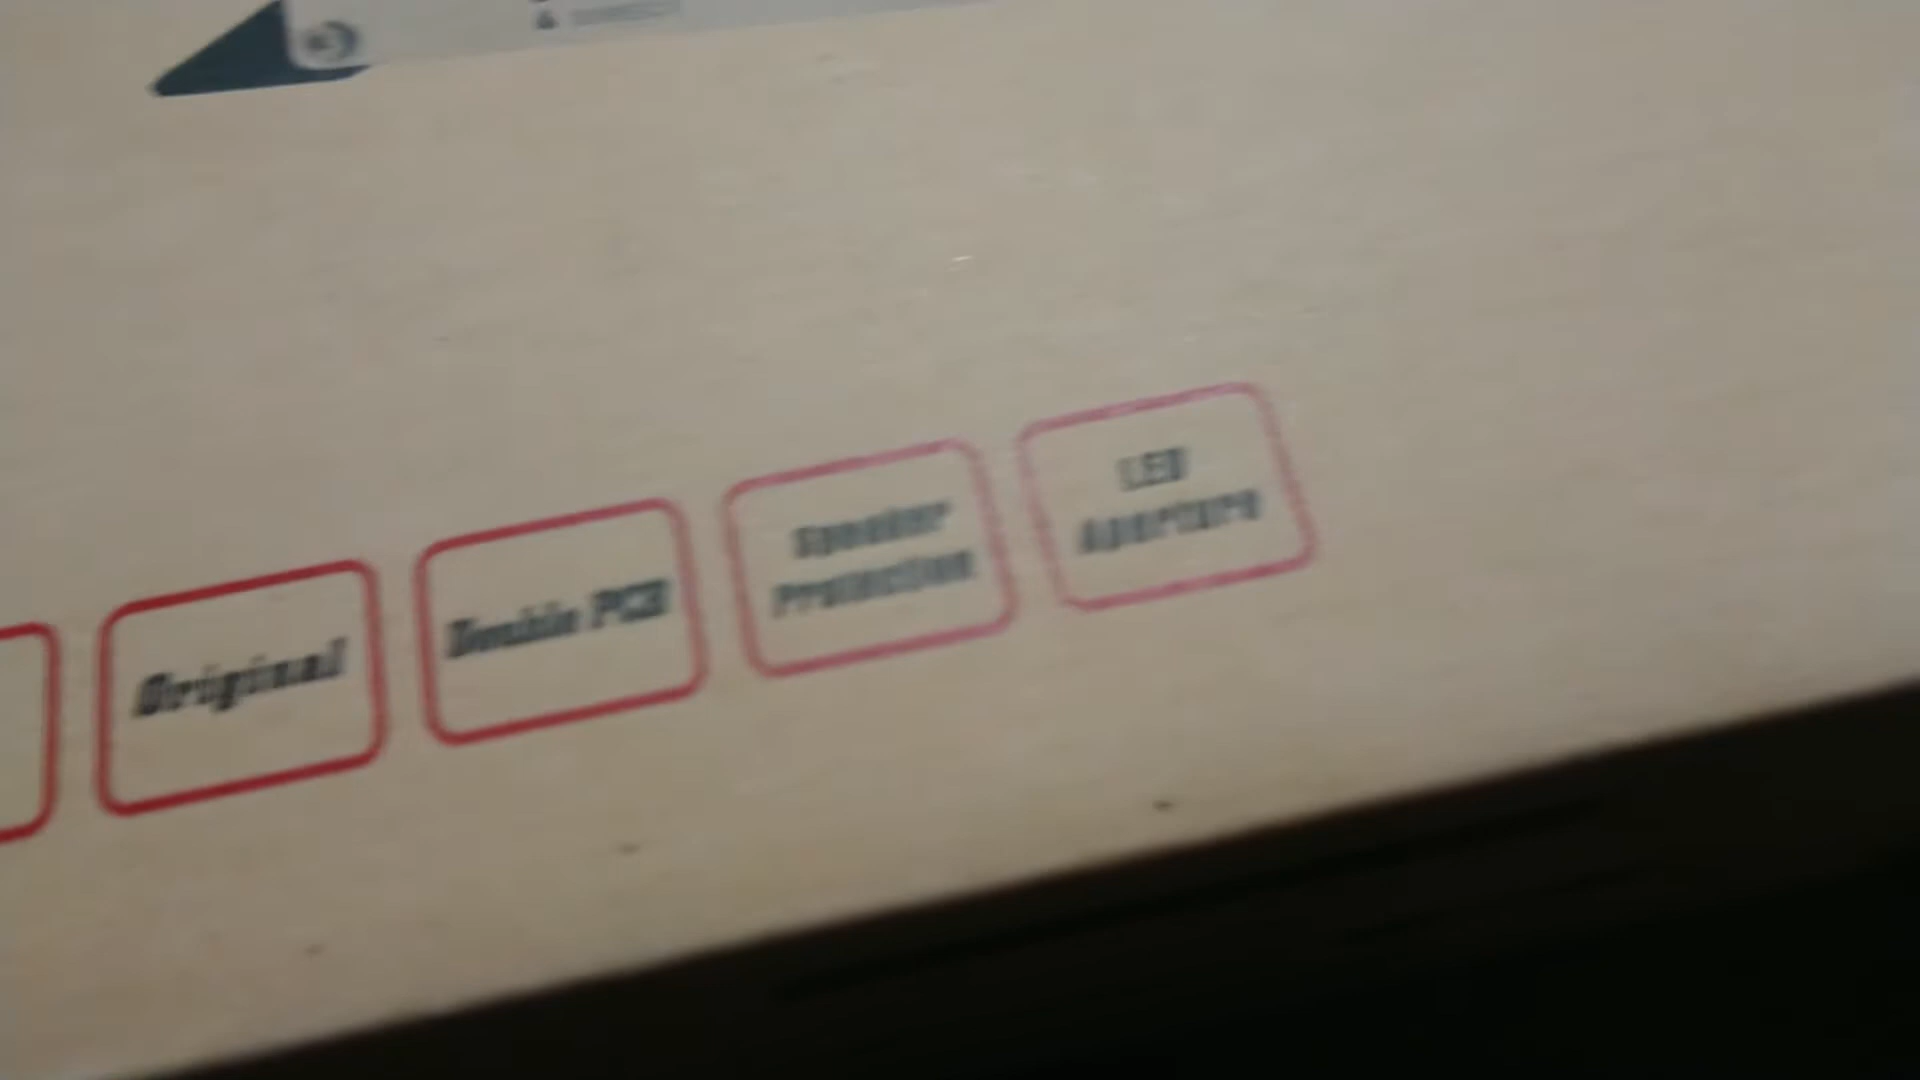 Original
Double PCB
Speaker
Protection
LED
Aperture